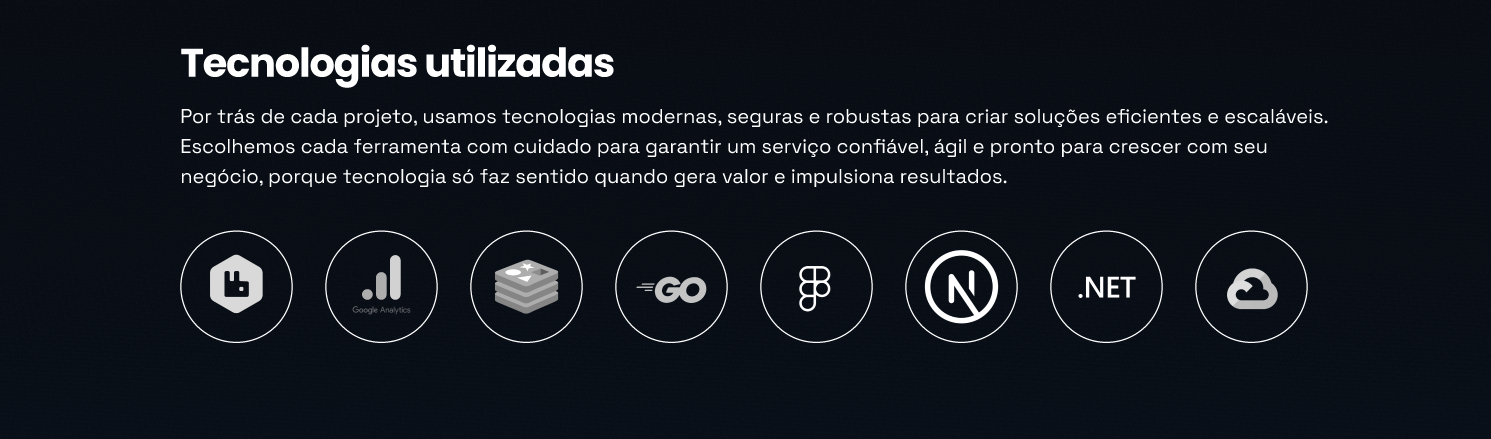 Tecnologias utilizadas
Por trás de cada projeto, usamos tecnologias modernas, seguras e robustas para criar soluções eficientes e escaláveis.
Escolhemos cada ferramenta com cuidado para garantir um serviço confiável, ágil e pronto para crescer com seu
negócio, porque tecnologia só faz sentido quando gera valor e impulsiona resultados.
Google Analytics
GO
N
.NET